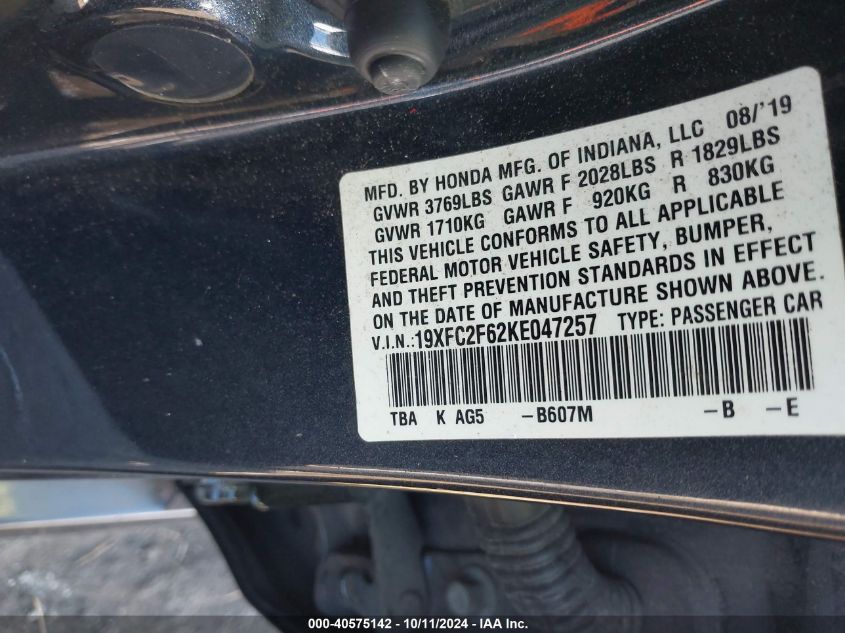 MFD. BY HONDA MFG. OF INDIANA, LLC 08/'19
GVWR 3769LBS GAWR F 2028LBS R 1829LBS
GVWR 1710KG GAWR F 920KG R 830KG
THIS VEHICLE CONFORMS TO ALL APPLICABLE
FEDERAL MOTOR VEHICLE SAFETY, BUMPER,
AND THEFT PREVENTION STANDARDS IN EFFECT
ON THE DATE OF MANUFACTURE SHOWN ABOVE.
V.I.N.:19XFC2F62KE047257 TYPE: PASSENGER CAR
TBA K AG5 -B607M -B -E
000-40575142 - 10/11/2024 - IAA Inc.